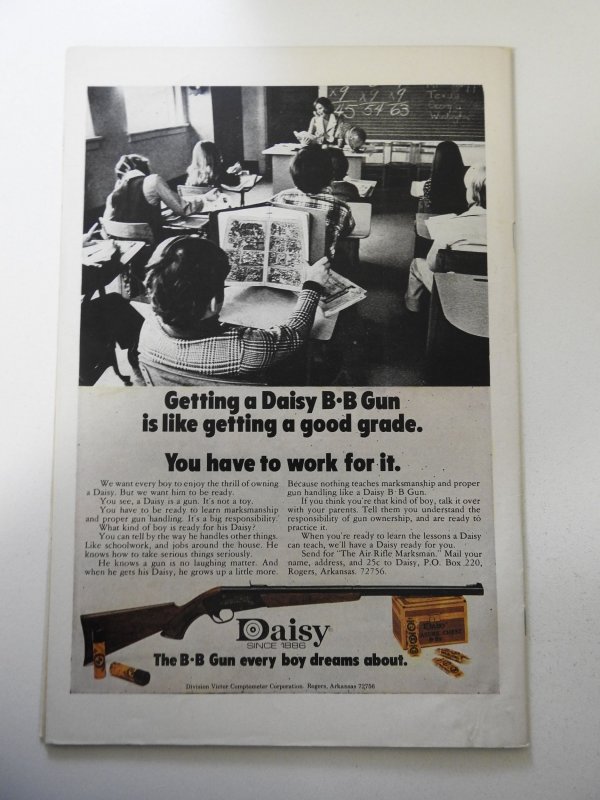 x9 x9 x9
45 54 63
Texas
Getting a Daisy B·B Gun
is like getting a good grade.
You have to work for it.
We want every boy to enjoy the thrill of owning
a Daisy. But we want him to be ready.
You see, a Daisy is a gun. It's not a toy.
You have to be ready to learn marksmanship
and proper gun handling. It's a big responsibility.
What kind of boy is ready for his Daisy?
You can tell by the way he handles other things.
Like schoolwork, and jobs around the house. He
knows how to take serious things seriously.
He knows a gun is no laughing matter. And
when he gets his Daisy, he grows up a little more.
Because nothing teaches marksmanship and proper
gun handling like a Daisy B·B Gun.
If you think you're that kind of boy, talk it over
with your parents. Tell them you understand the
responsibility of gun ownership, and are ready to
practice it.
When you're ready to learn the lessons a Daisy
can teach, we'll have a Daisy ready for you.
Send for "The Air Rifle Marksman." Mail your
name, address, and 25c to Daisy, P.O. Box 220,
Rogers, Arkansas. 72756.
Daisy
SINCE 1886
The B·B Gun every boy dreams about.
Division Victor Comptometer Corporation. Rogers, Arkansas 72756